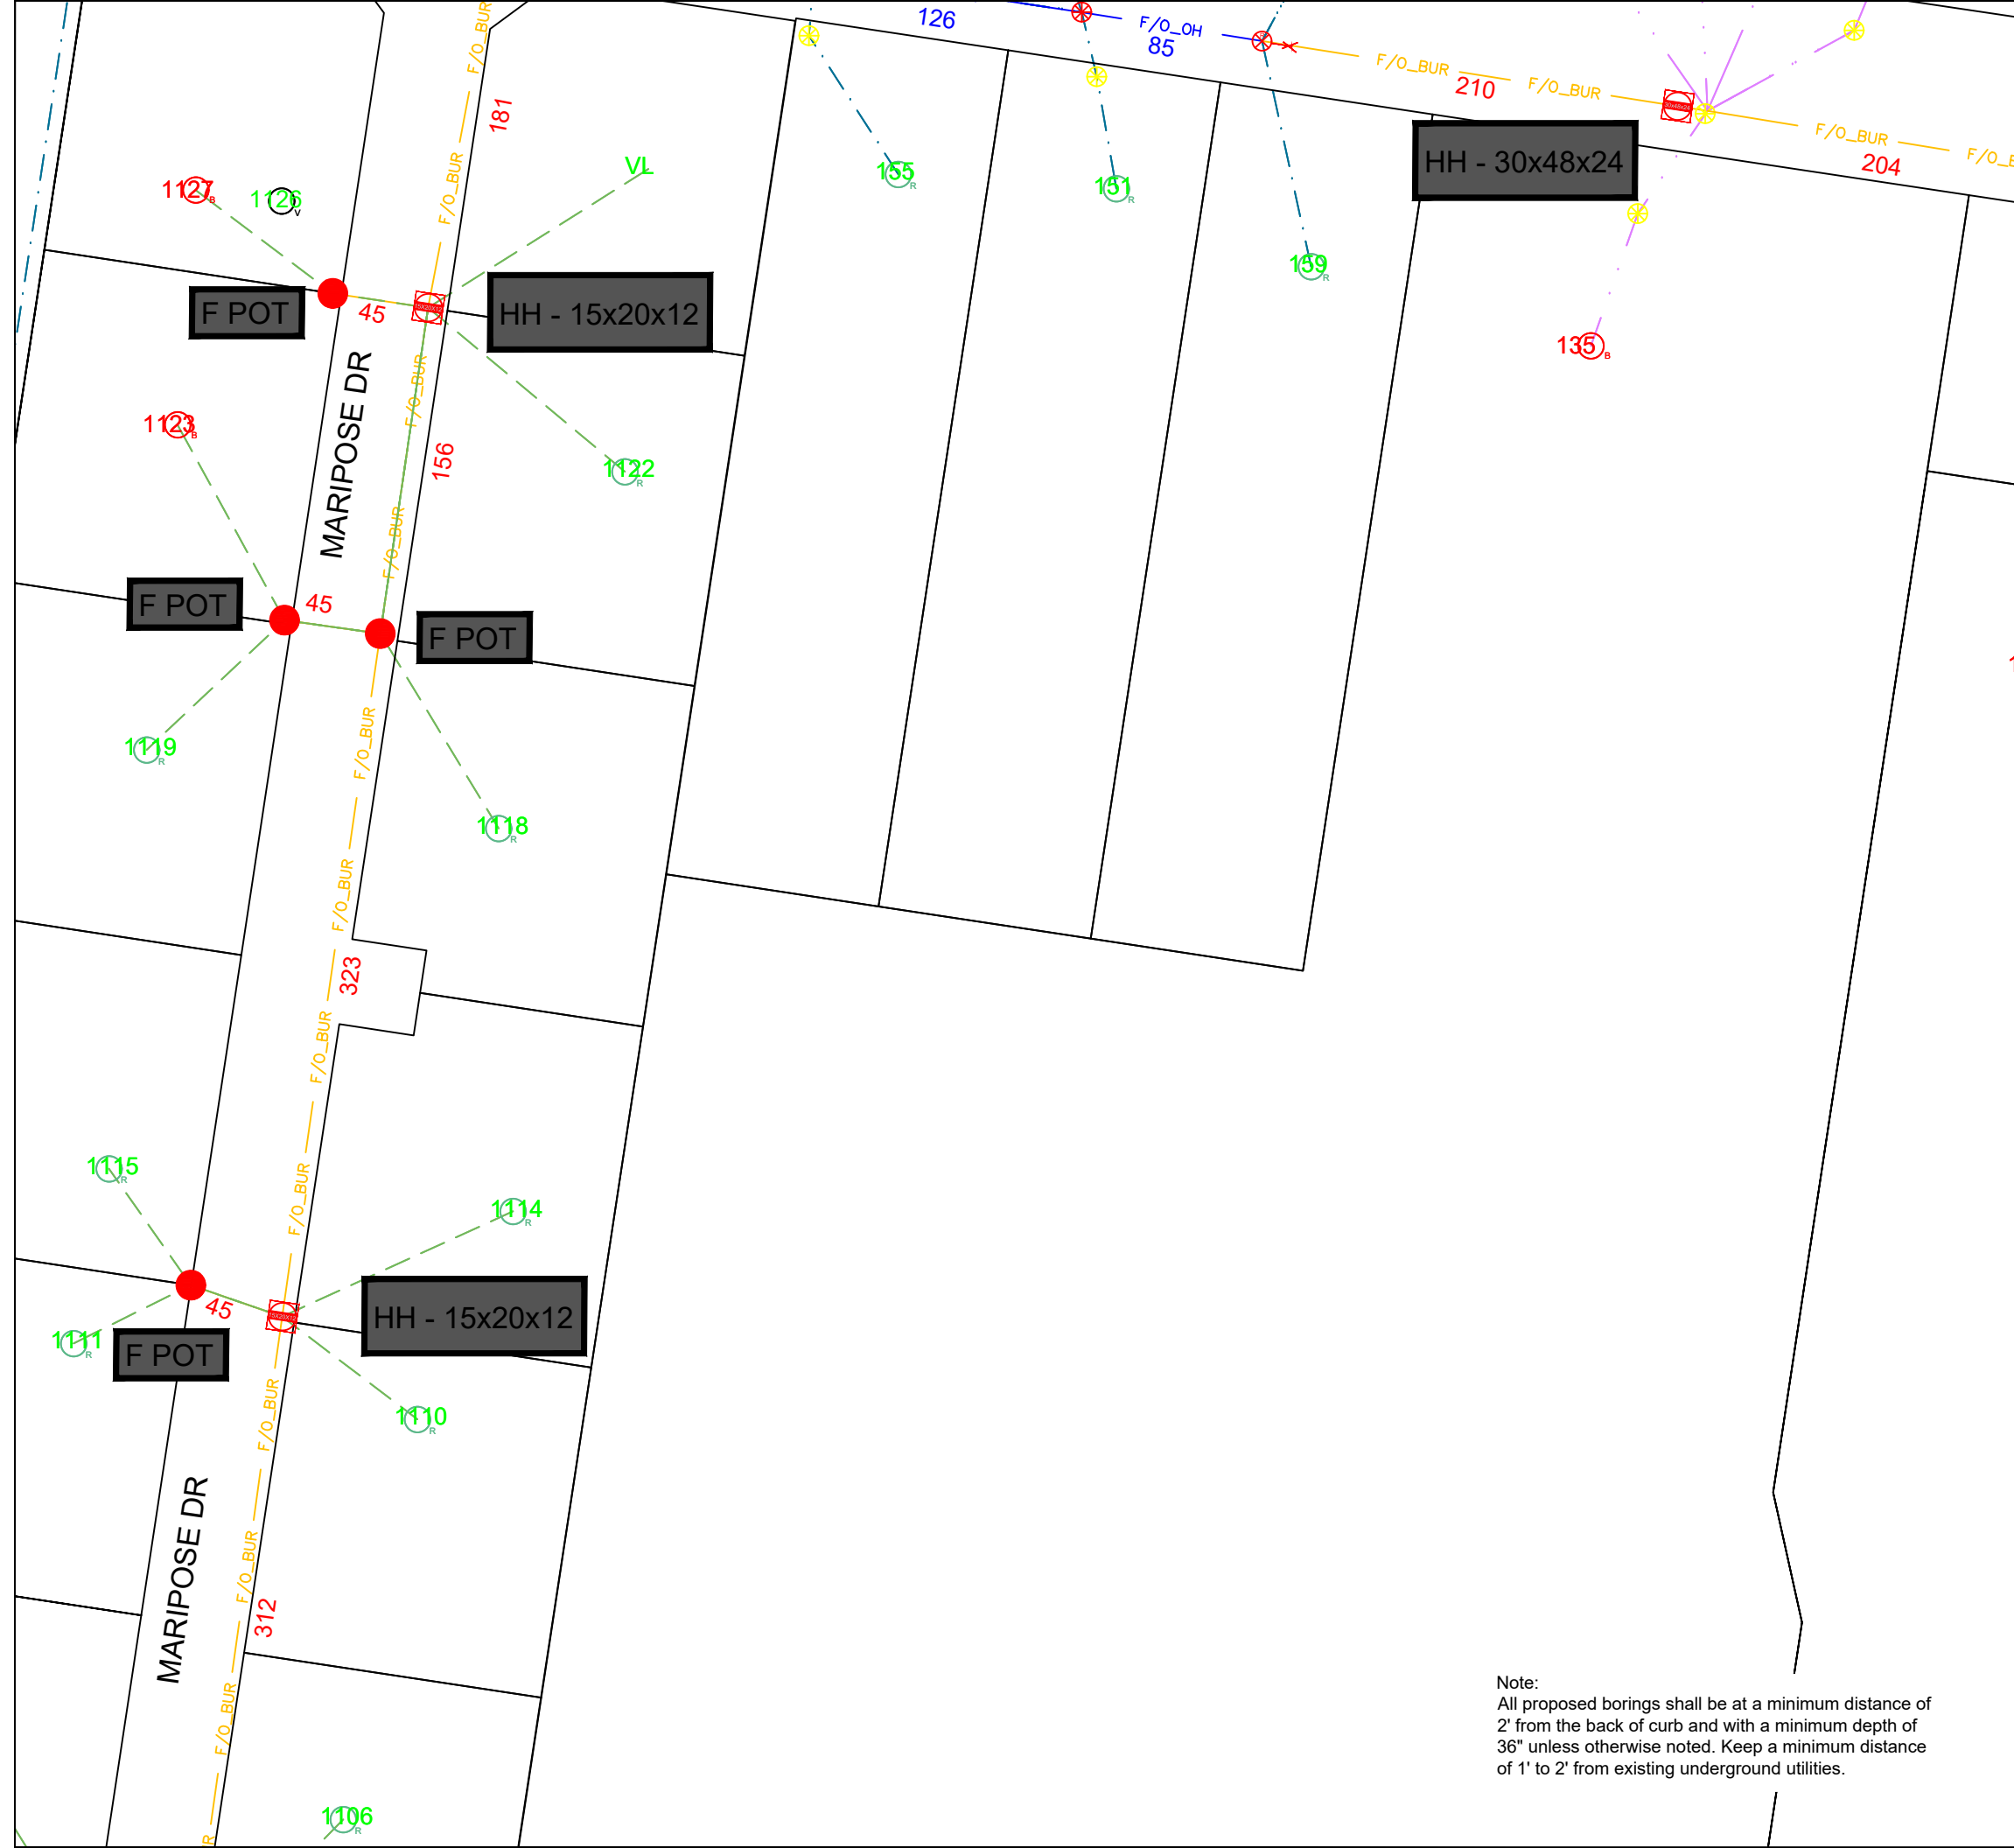 126
F/O_OH
85
F/O_BUR
210
F/O_BUR
F/O_BUR
204
F/O_BUR
181
F/O_BUR
HH - 30x48x24
VL
155
R
151
R
1127
B
1126
V
159
R
135
B
F POT
45
HH - 15x20x12
MARIPOSE DR
F/O_BUR
156
1123
B
1122
R
F/O_BUR
F POT
45
F POT
F/O_BUR
1119
R
1118
R
F/O_BUR
323
F/O_BUR
1115
R
F/O_BUR
1114
R
45
HH - 15x20x12
1111
R
F POT
F/O_BUR
1110
R
MARIPOSE DR
F/O_BUR
312
F/O_BUR
1106
R
Note:
All proposed borings shall be at a minimum distance of
2' from the back of curb and with a minimum depth of
36" unless otherwise noted. Keep a minimum distance
of 1' to 2' from existing underground utilities.